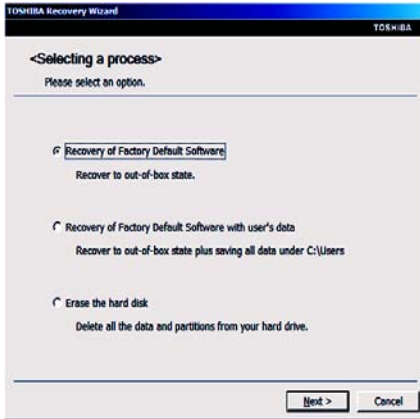 TOSHIBA Recovery Wizard
TOSHIBA
<Selecting a process>
Please select an option.
Recovery of Factory Default Software
Recover to out-of-box state.
Recovery of Factory Default Software with user's data
Recover to out-of-box state plus saving all data under C:\Users
Erase the hard disk
Delete all the data and partitions from your hard drive.
Next > Cancel